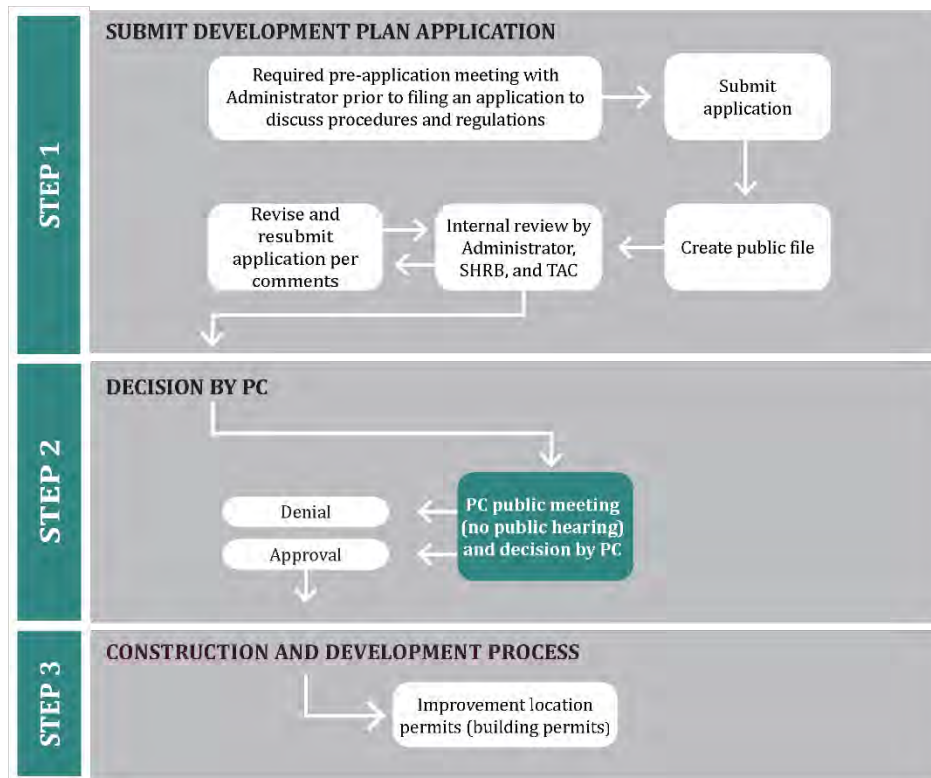 STEP 1
SUBMIT DEVELOPMENT PLAN APPLICATION
Required pre-application meeting with
Administrator prior to filing an application to
discuss procedures and regulations
Submit
application
Create public file
Internal review by
Administrator,
SHRB, and TAC
Revise and
resubmit
application per
comments
STEP 2
DECISION BY PC
PC public meeting
(no public hearing)
and decision by PC
Denial
Approval
STEP 3
CONSTRUCTION AND DEVELOPMENT PROCESS
Improvement location
permits (building permits)